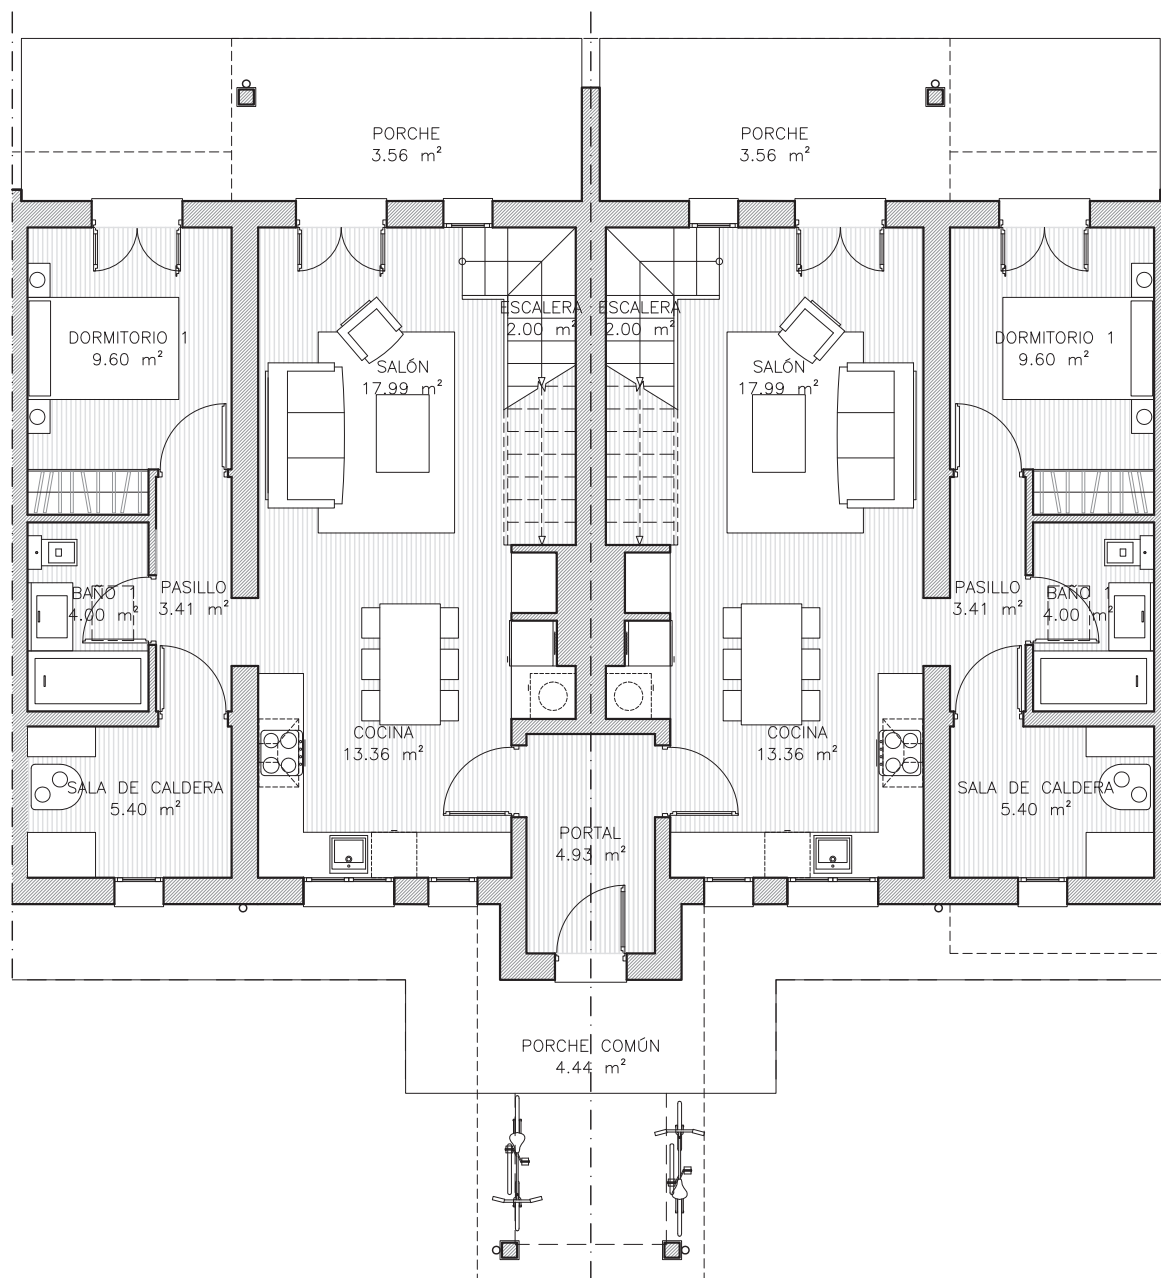 PORCHE
3.56 m²
PORCHE
3.56 m²
ESCALERA
2.00 m²
ESCALERA
2.00 m²
DORMITORIO 1
9.60 m²
SALÓN
17.99 m²
SALÓN
17.99 m²
DORMITORIO 1
9.60 m²
BAÑO 1
4.00 m²
PASILLO
3.41 m²
PASILLO
3.41 m²
BAÑO 1
4.00 m²
COCINA
13.36 m²
COCINA
13.36 m²
SALA DE CALDERA
5.40 m²
SALA DE CALDERA
5.40 m²
PORTAL
4.93 m²
PORCHE COMÚN
4.44 m²